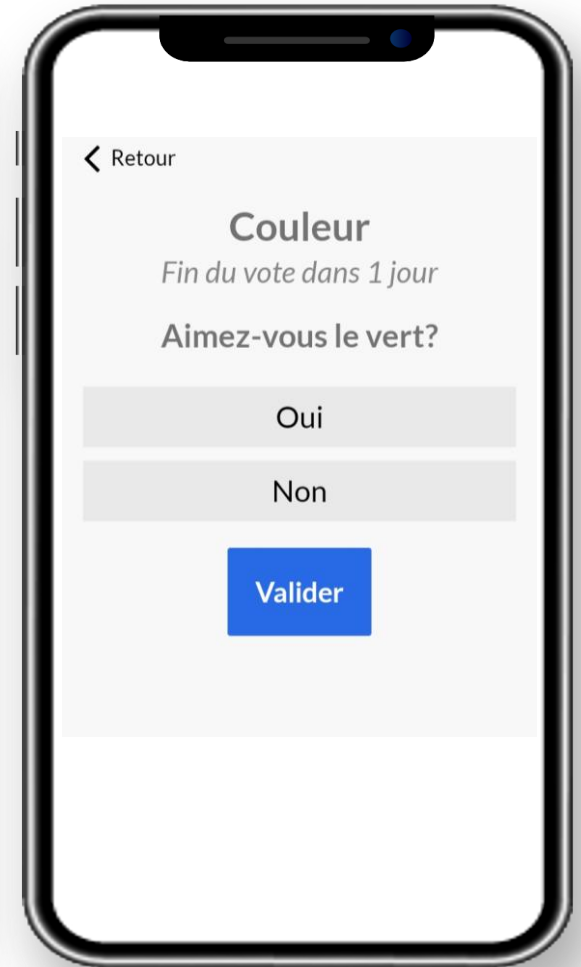 Retour
Couleur
Fin du vote dans 1 jour
Aimez-vous le vert?
Oui
Non
Valider